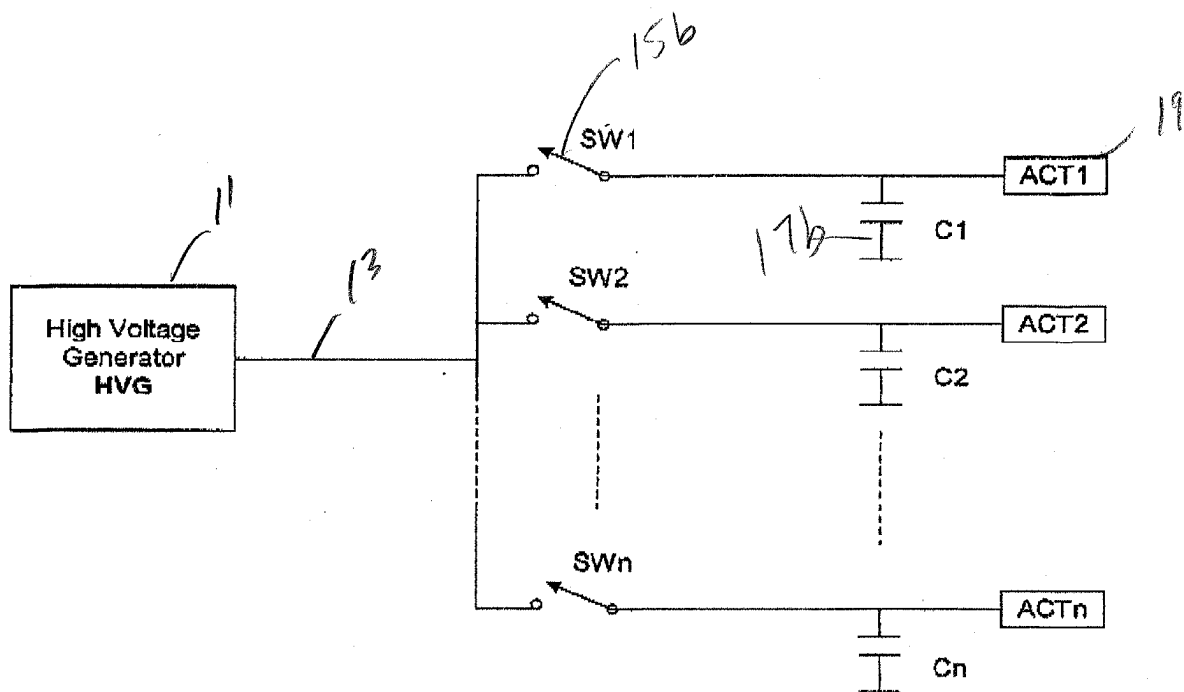 15b
SW1
19
ACT1
C1
17b
11
13
SW2
High Voltage
Generator
HVG
ACT2
C2
SWn
ACTn
Cn